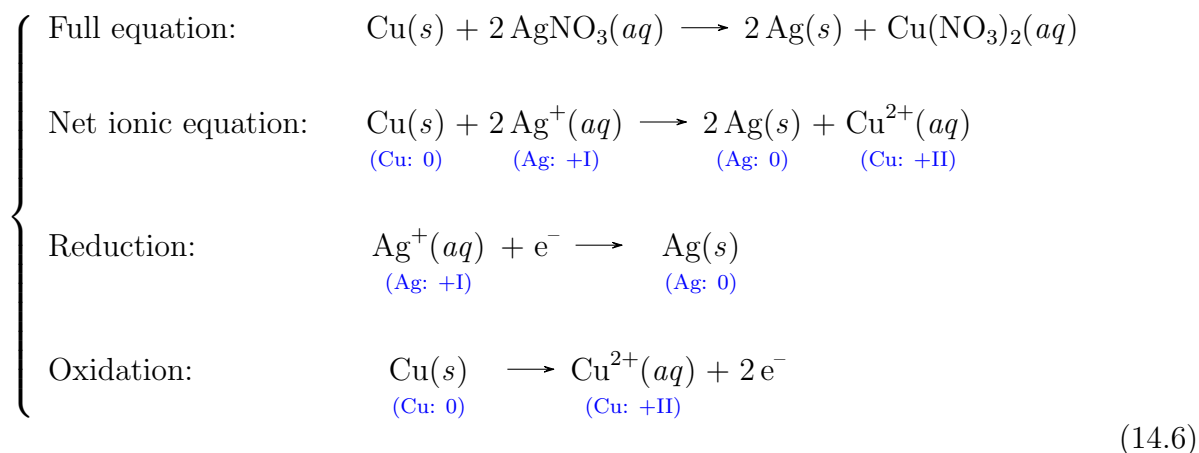 Full equation: Cu(s) + 2 AgNO₃(aq) ⟶ 2 Ag(s) + Cu(NO₃)₂(aq)
Net ionic equation: Cu(s) + 2 Ag⁺(aq) ⟶ 2 Ag(s) + Cu²⁺(aq)
(Cu: 0) (Ag: +I) (Ag: 0) (Cu: +II)
Reduction: Ag⁺(aq) + e⁻ ⟶ Ag(s)
(Ag: +I) (Ag: 0)
Oxidation: Cu(s) ⟶ Cu²⁺(aq) + 2 e⁻
(Cu: 0) (Cu: +II)
(14.6)